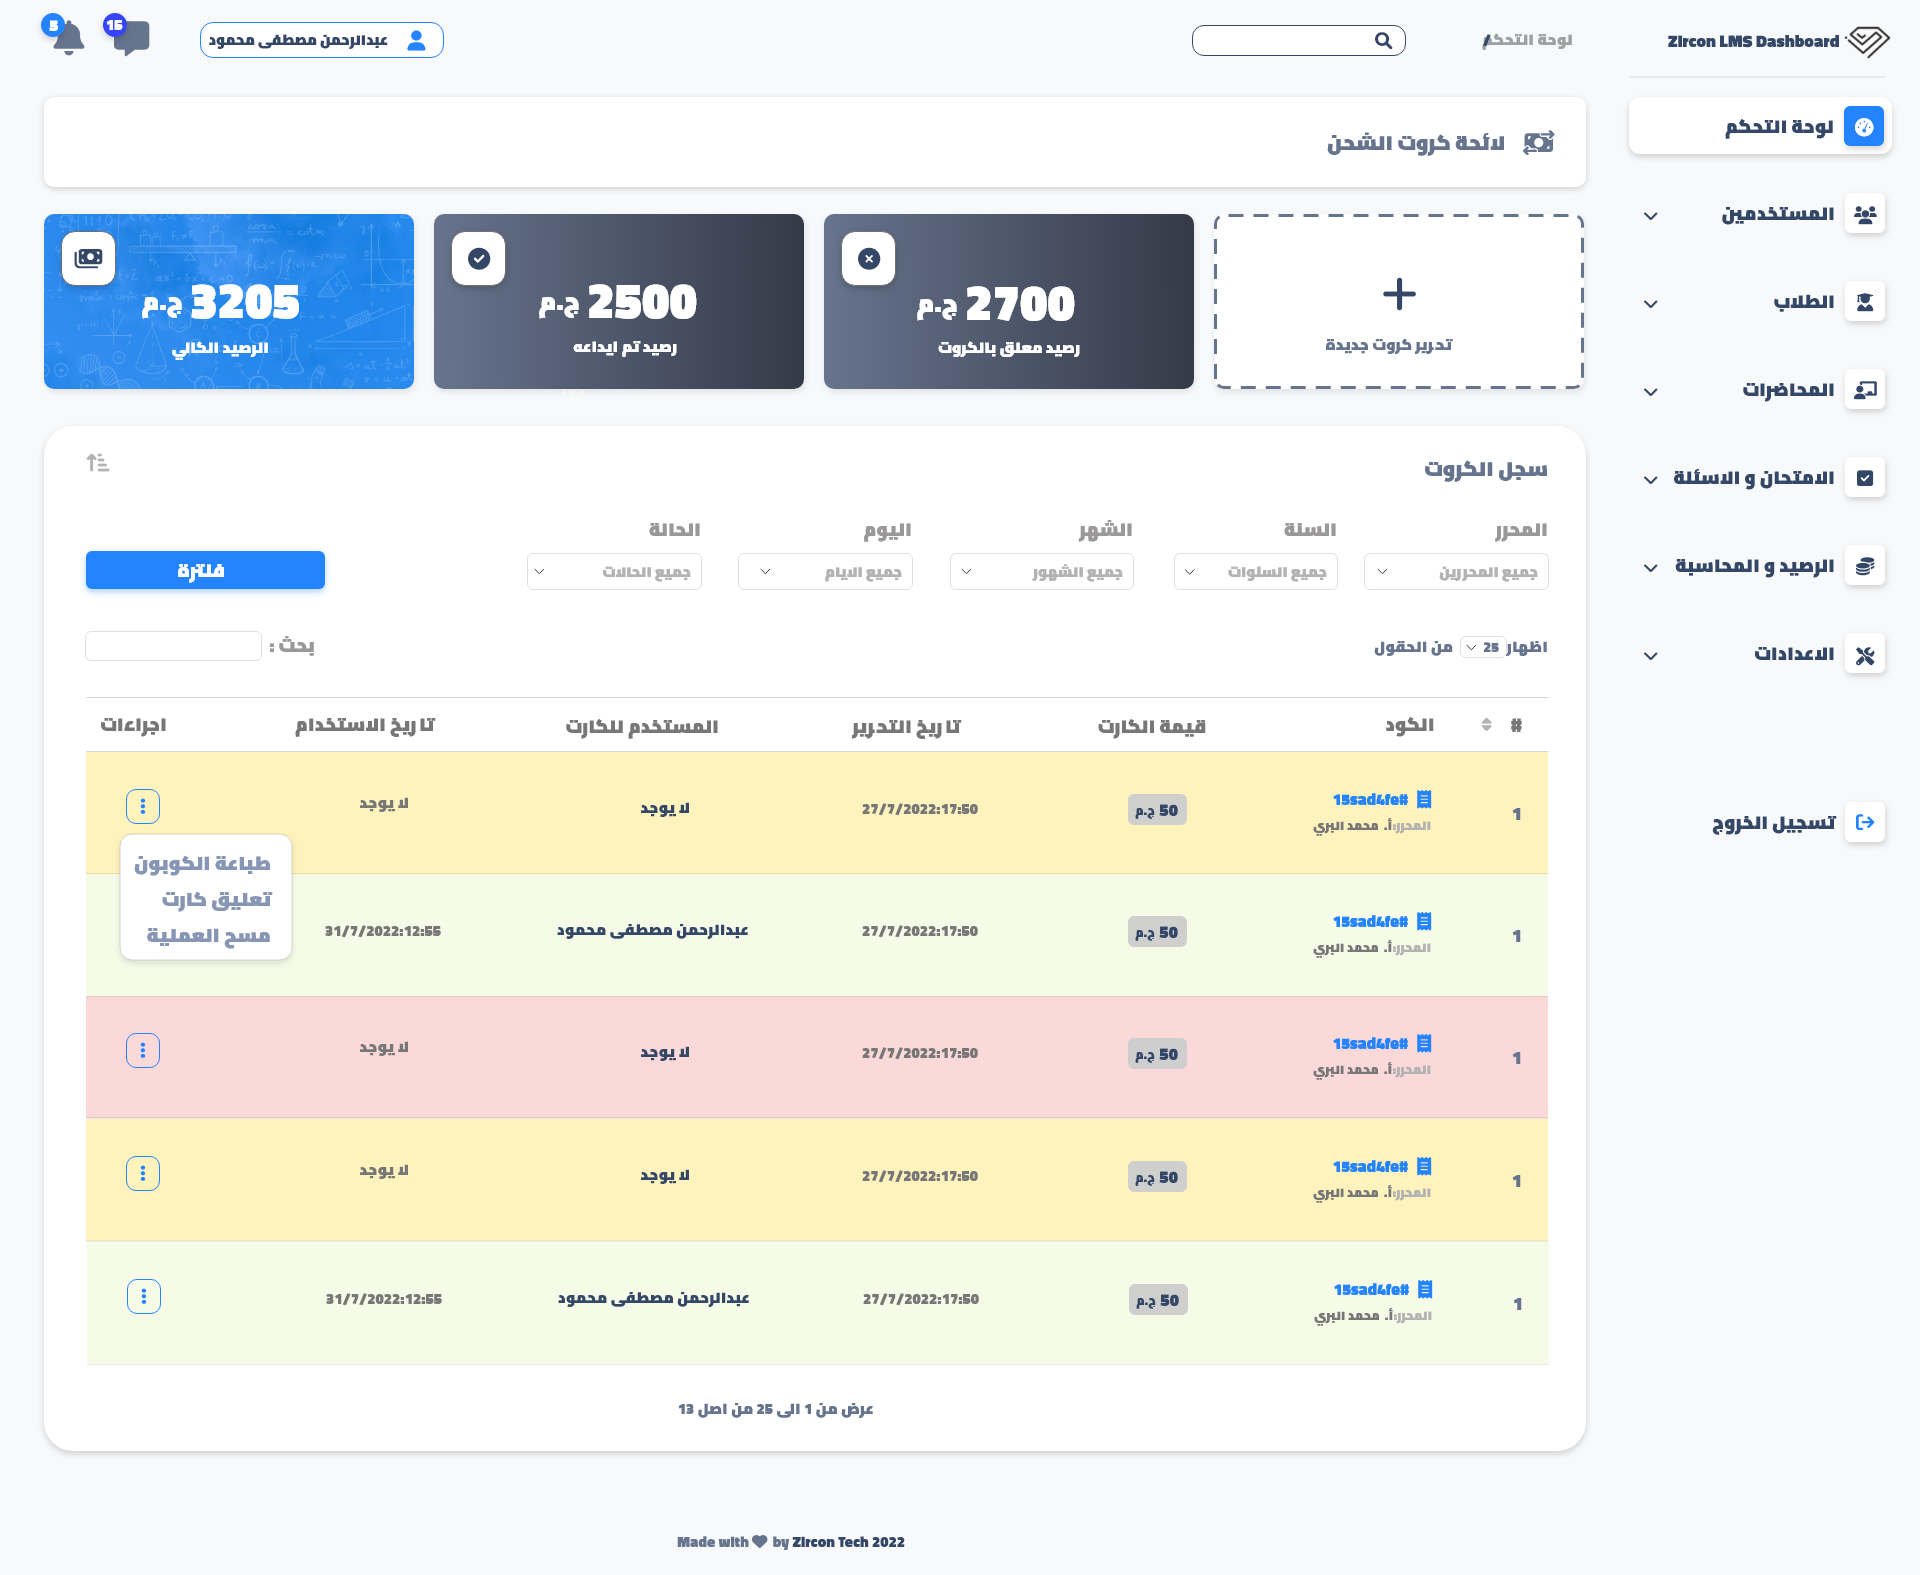 Zircon LMS Dashboard
لوحة التحكم
/
عبدالرحمن مصطفى محمود
15
5
لوحة التحكم
المستخدمين
الطلاب
المحاضرات
الامتحان و الاسئلة
الرصيد و المحاسبة
الاعدادات
تسجيل الخروج
لائحة كروت الشحن
تحرير كروت جديدة
2700 ج.م
رصيد معلق بالكروت
2500 ج.م
رصيد تم ايداعه
3205 ج.م
الرصيد الكالي
سجل الكروت
المحرر
السنة
الشهر
اليوم
الحالة
جميع المحررين
جميع السلوات
جميع الشهور
جميع الايام
جميع الحالات
فلترة
اظهار 25 من الحقول
بحث :
# الكود قيمة الكارت تاريخ التحرير المستخدم للكارت تاريخ الاستخدام اجراءات
1 15sad4fe# 50 ج.م 27/7/2022:17:50 لا يوجد لا يوجد
المحرر:أ. محمد البري
طباعة الكوبون
تعليق كارت
مسح العملية
1 15sad4fe# 50 ج.م 27/7/2022:17:50 عبدالرحمن مصطفى محمود 31/7/2022:12:55
المحرر:أ. محمد البري
1 15sad4fe# 50 ج.م 27/7/2022:17:50 لا يوجد لا يوجد
المحرر:أ. محمد البري
1 15sad4fe# 50 ج.م 27/7/2022:17:50 لا يوجد لا يوجد
المحرر:أ. محمد البري
1 15sad4fe# 50 ج.م 27/7/2022:17:50 عبدالرحمن مصطفى محمود 31/7/2022:12:55
المحرر:أ. محمد البري
عرض من 1 الى 25 من اصل 13
Made with by Zircon Tech 2022